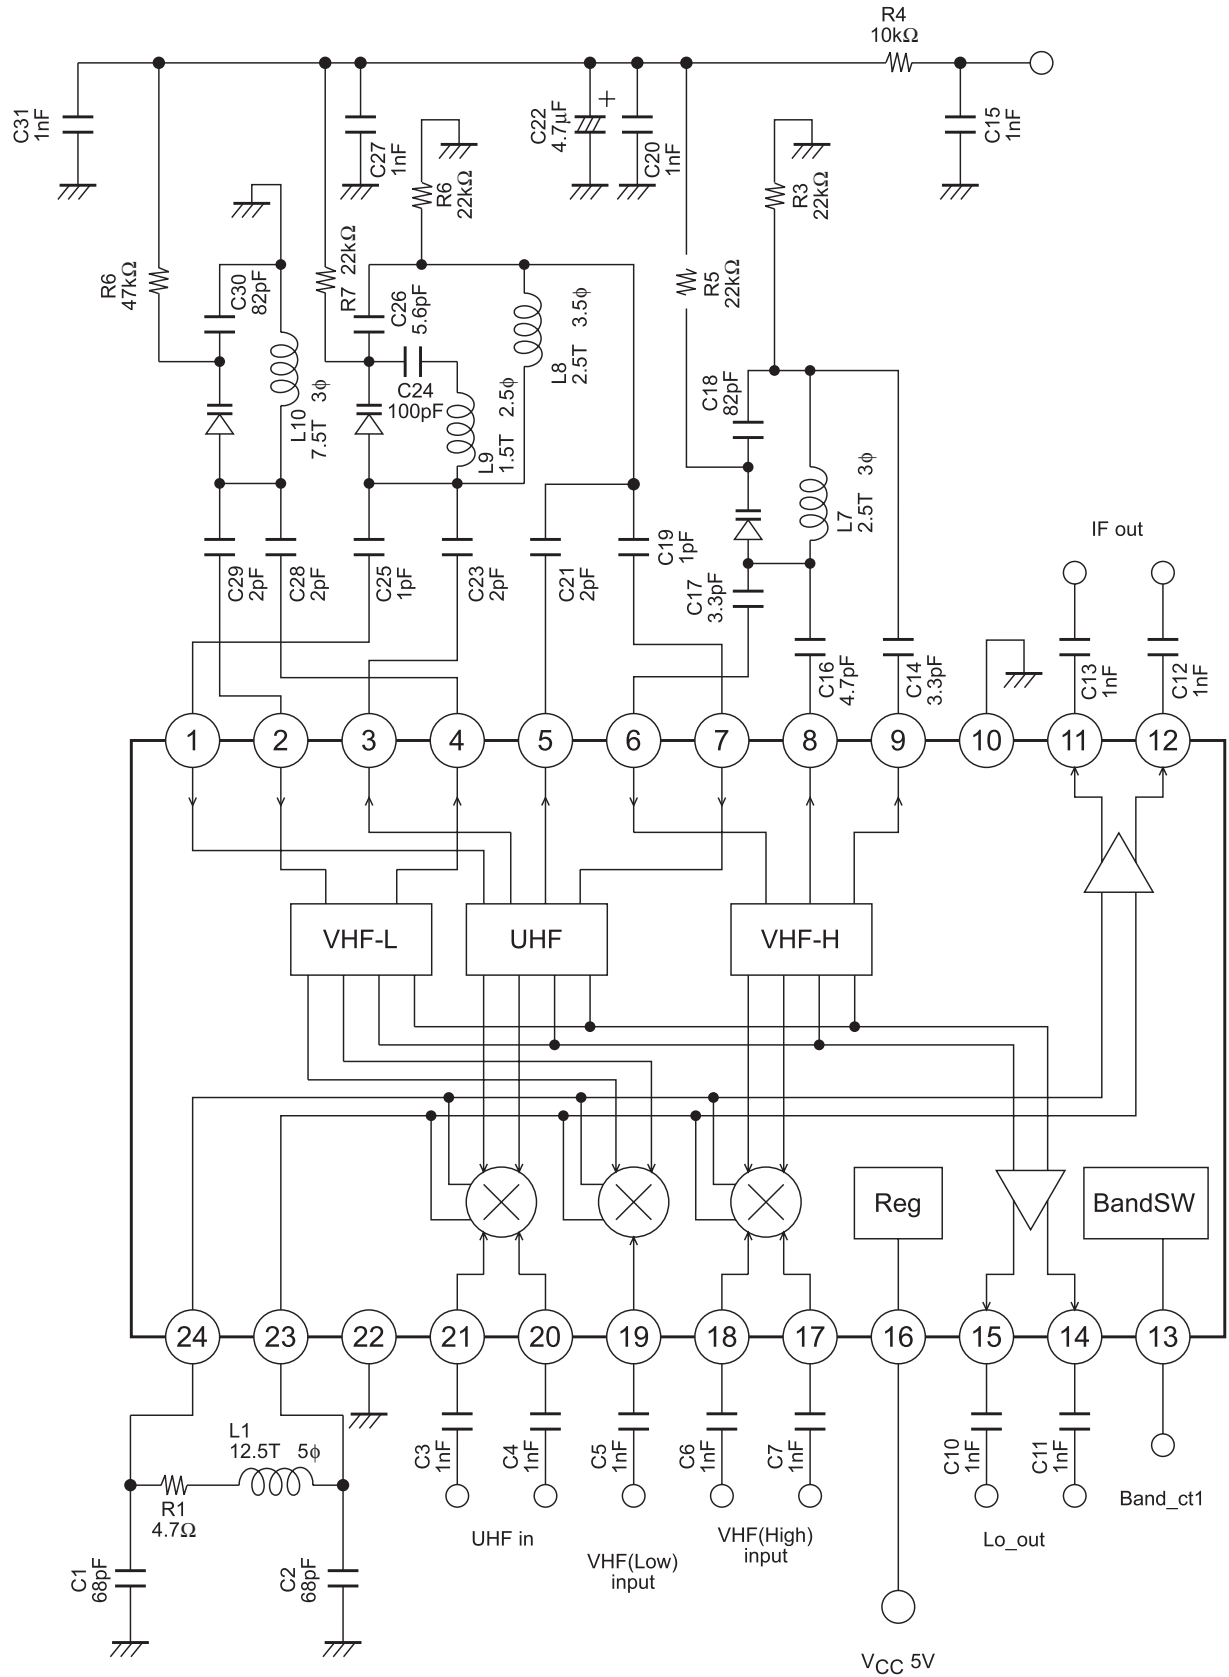 R4
10kΩ
C31
1nF
C27
1nF
R6
22kΩ
C22
4.7μF
+
C20
1nF
R3
22kΩ
C15
1nF
R6
47kΩ
C30
82pF
R7 22kΩ
C26
5.6pF
L8
2.5T 3.5ϕ
R5
22kΩ
C24
100pF
L10
7.5T 3ϕ
L9
1.5T 2.5ϕ
C18
82pF
L7
2.5T 3ϕ
IF out
C29
2pF
C28
2pF
C25
1pF
C23
2pF
C21
2pF
C19
1pF
C17
3.3pF
C16
4.7pF
C14
3.3pF
C13
1nF
C12
1nF
1 2 3 4 5 6 7 8 9 10 11 12
VHF-L UHF VHF-H
Reg BandSW
24 23 22 21 20 19 18 17 16 15 14 13
L1
12.5T 5ϕ
R1
4.7Ω
C3
1nF
C4
1nF
C5
1nF
C6
1nF
C7
1nF
C10
1nF
C11
1nF
Band_ct1
UHF in
VHF(Low)
input
VHF(High)
input
Lo_out
C1
68pF
C2
68pF
VCC 5V